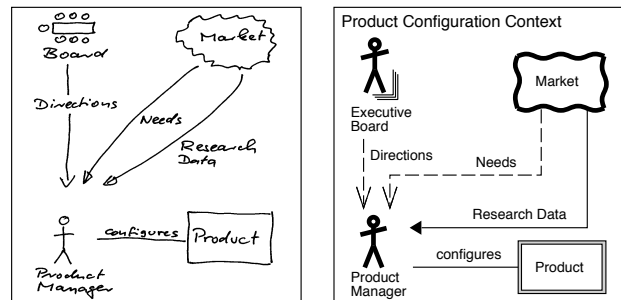 Board
Market
Directions
Needs
Research
Data
configures
Product
Product
Manager
Product Configuration Context
Market
Executive
Board
Directions
Needs
Research Data
configures
Product
Product
Manager